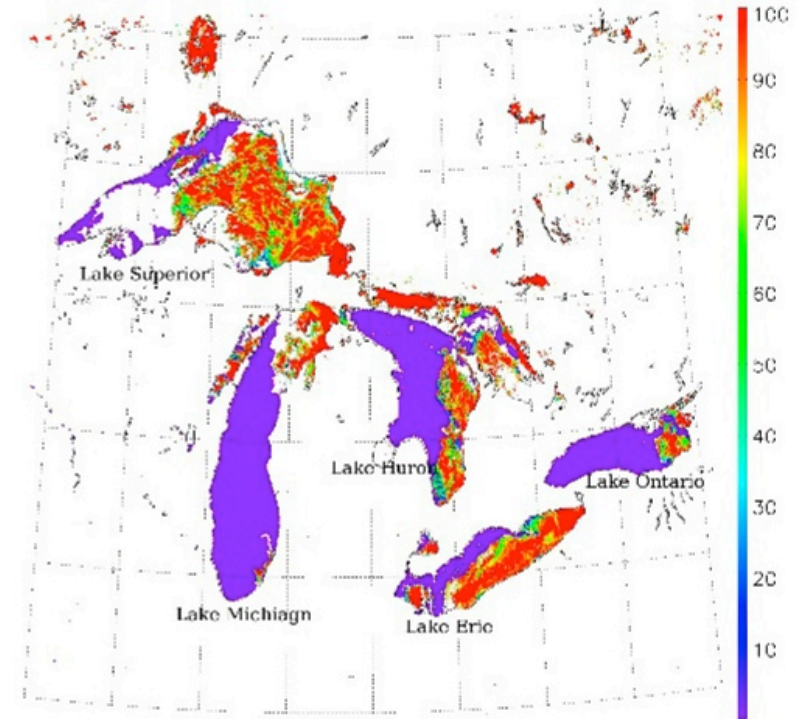 100
90
80
70
60
50
40
30
20
10
Lake Superior
Lake Huron
Lake Ontario
Lake Michiagn
Lake Erie